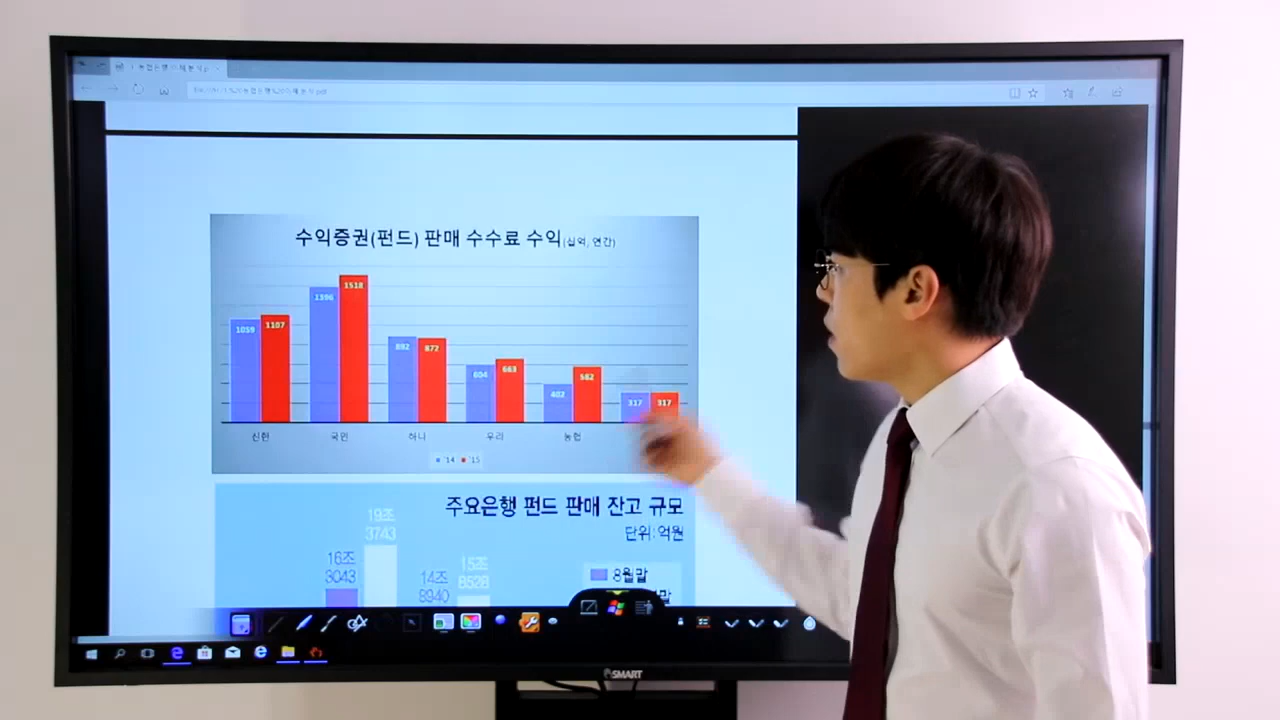 수익증권(펀드) 판매 수수료 수익(십억, 연간)
1059 1107 1396 1518 892 872 604 663 402 582 317 317
신한 국민 하나 우리 농협
'14 '15
주요은행 펀드 판매 잔고 규모
단위:억원
19조
3743
16조
3043
15조
8528
14조
8940
8월말
말
SMART